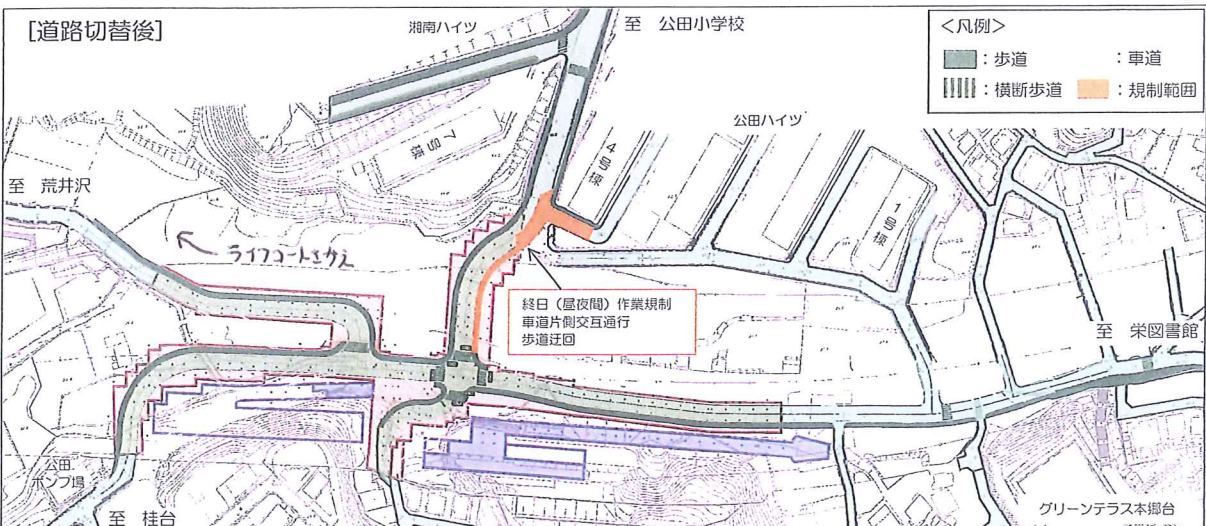 [道路切替後]
湘南ハイツ
至 公田小学校
<凡例>
：歩道
：車道
：横断歩道
：規制範囲
公田ハイツ
7号棟
4号棟
1号棟
至 荒井沢
ライフコートさかえ
終日（昼夜間）作業規制
車道片側交互通行
歩道迂回
至 栄図書館
公田
ポンプ場
至 桂台
グリーンテラス本郷台